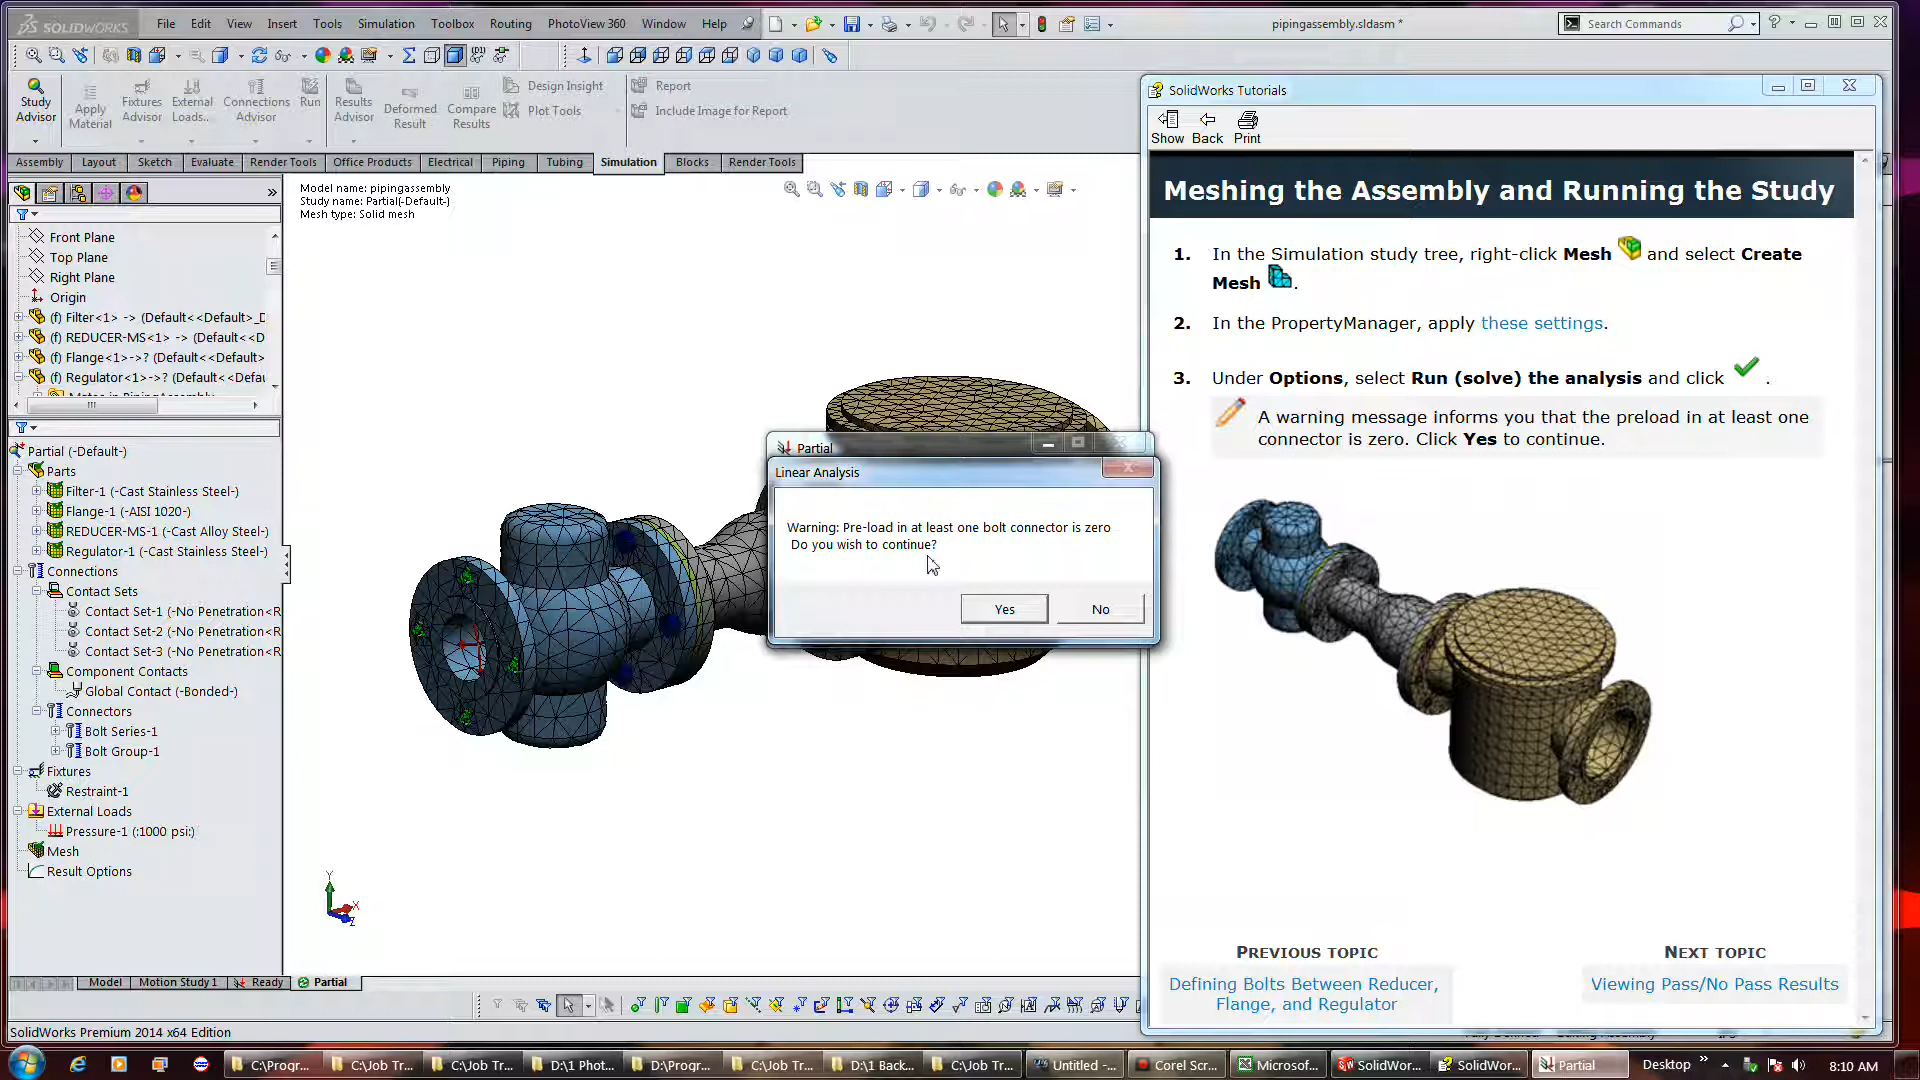 SOLIDWORKS File Edit View Insert Tools Simulation Toolbox Routing PhotoView 360 Window Help
pipingassembly.sldasm *
Search Commands
Study Advisor
Apply Material
Fixtures Advisor
External Loads..
Connections Advisor
Run
Results Advisor
Deformed Result
Compare Results
Design Insight
Plot Tools
Report
Include Image for Report
Assembly Layout Sketch Evaluate Render Tools Office Products Electrical Piping Tubing Simulation Blocks Render Tools
Model name: pipingassembly
Study name: Partial(-Default-)
Mesh type: Solid mesh
Front Plane
Top Plane
Right Plane
Origin
(f) Filter<1> -> (Default<<Default>_D
(f) REDUCER-MS<1> -> (Default<<D
(f) Flange<1>->? (Default<<Default>
(f) Regulator<1>->? (Default<<Defau
Partial (-Default-)
Parts
Filter-1 (-Cast Stainless Steel-)
Flange-1 (-AISI 1020-)
REDUCER-MS-1 (-Cast Alloy Steel-)
Regulator-1 (-Cast Stainless Steel-)
Connections
Contact Sets
Contact Set-1 (-No Penetration<R
Contact Set-2 (-No Penetration<R
Contact Set-3 (-No Penetration<R
Component Contacts
Global Contact (-Bonded-)
Connectors
Bolt Series-1
Bolt Group-1
Fixtures
Restraint-1
External Loads
Pressure-1 (:1000 psi:)
Mesh
Result Options
Y
X
Z
Partial
Linear Analysis
Warning: Pre-load in at least one bolt connector is zero
Do you wish to continue?
Yes No
SolidWorks Tutorials
Show Back Print
Meshing the Assembly and Running the Study
1. In the Simulation study tree, right-click Mesh and select Create
Mesh .
2. In the PropertyManager, apply these settings.
3. Under Options, select Run (solve) the analysis and click .
A warning message informs you that the preload in at least one
connector is zero. Click Yes to continue.
PREVIOUS TOPIC
Defining Bolts Between Reducer,
Flange, and Regulator
NEXT TOPIC
Viewing Pass/No Pass Results
Model Motion Study 1 Ready Partial
SolidWorks Premium 2014 x64 Edition
C:\Progr... C:\Job Tr... C:\Job Tr... D:\1 Phot... D:\Progr... C:\Job Tr... D:\1 Back... C:\Job Tr... Untitled -... Corel Scr... Microsof... SolidWor... SolidWor... Partial Desktop » 8:10 AM